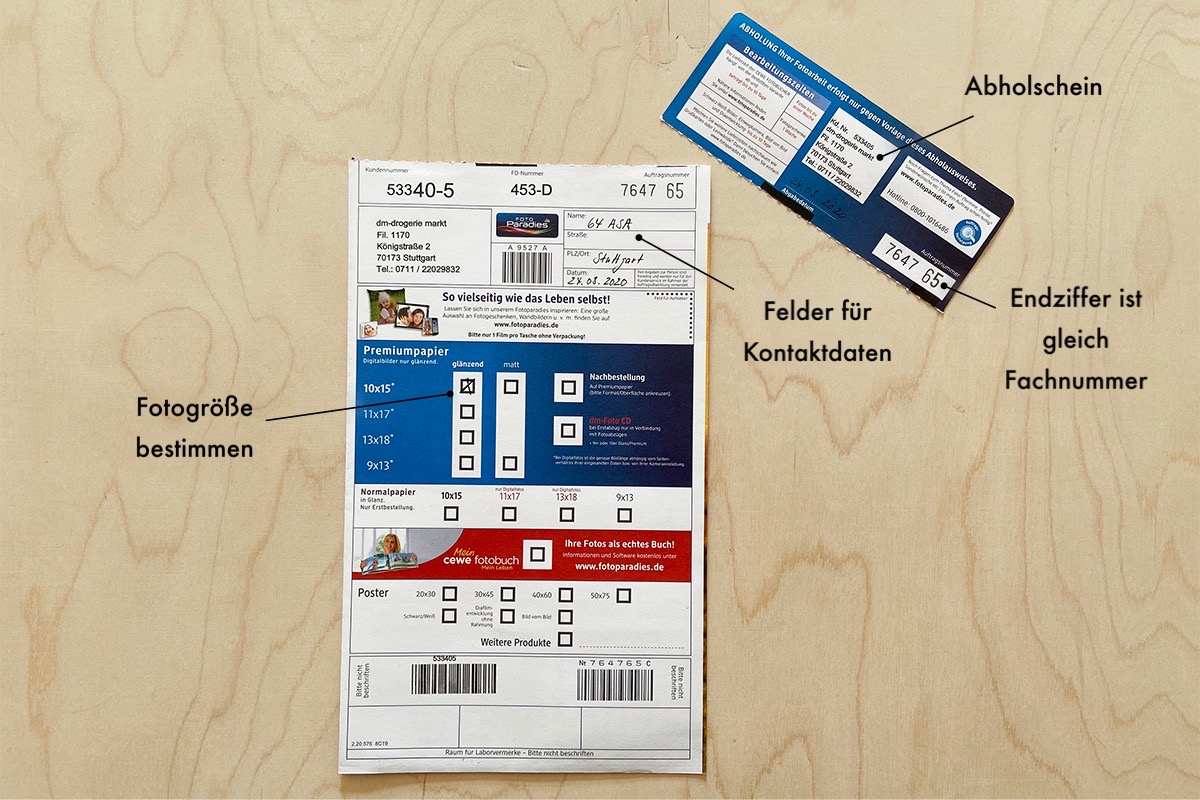 Kundennummer
FD-Nummer
Auftragsnummer
53340-5
453-D
7647 65
dm-drogerie markt
Fil. 1170
Königstraße 2
70173 Stuttgart
Tel.: 0711 / 22029832
FOTO
Paradies
A 9527 A
Name: 64 ASA
Straße:
PLZ/Ort: Stuttgart
Datum: 24.08.2020
So vielseitig wie das Leben selbst!
Lassen Sie sich in unserem Fotoparadies inspirieren: Eine große
Auswahl an Fotogeschenken, Wandbildern u. v. m. finden Sie auf
www.fotoparadies.de
Bitte nur 1 Film pro Tasche ohne Verpackung!
Feld für Aufkleber
Premiumpapier
Digitalbilder nur glänzend.
glänzend
matt
10x15*
11x17*
13x18*
9x13*
Nachbestellung
Auf Premiumpapier
(bitte Format/Oberfläche ankreuzen)
dm-Foto CD
bei Erstabzug nur in Verbindung
mit Fotoabzügen
Normalpapier
in Glanz.
Nur Erstbestellung.
10x15
nur Digitalfotos
11x17
nur Digitalfotos
13x18
9x13
Mein
cewe fotobuch
Mein Leben
Ihre Fotos als echtes Buch!
Informationen und Software kostenlos unter
www.fotoparadies.de
Poster
20x30
30x45
40x60
50x75
Schwarz/Weiß
Diafilm-
entwicklung
ohne
Rahmung
Bild vom Bild
Weitere Produkte
Bitte nicht
beschriften
533405
№ 764765 C
Bitte nicht
beschriften
2.20 576 8C19
Raum für Laborvermerke – Bitte nicht beschriften
ABHOLUNG Ihrer Fotoarbeit erfolgt nur gegen Vorlage dieses Abholausweises.
Bearbeitungszeiten
Kd. Nr. 533405
dm-drogerie markt
Fil. 1170
Königstraße 2
70173 Stuttgart
Tel.: 0711 / 22029832
24.08.2020
Abgabedatum
www.fotoparadies.de
Hotline: 0800-1016486
Auftragsnummer
7647 65
Abholschein
Felder für
Kontaktdaten
Endziffer ist
gleich
Fachnummer
Fotogröße
bestimmen